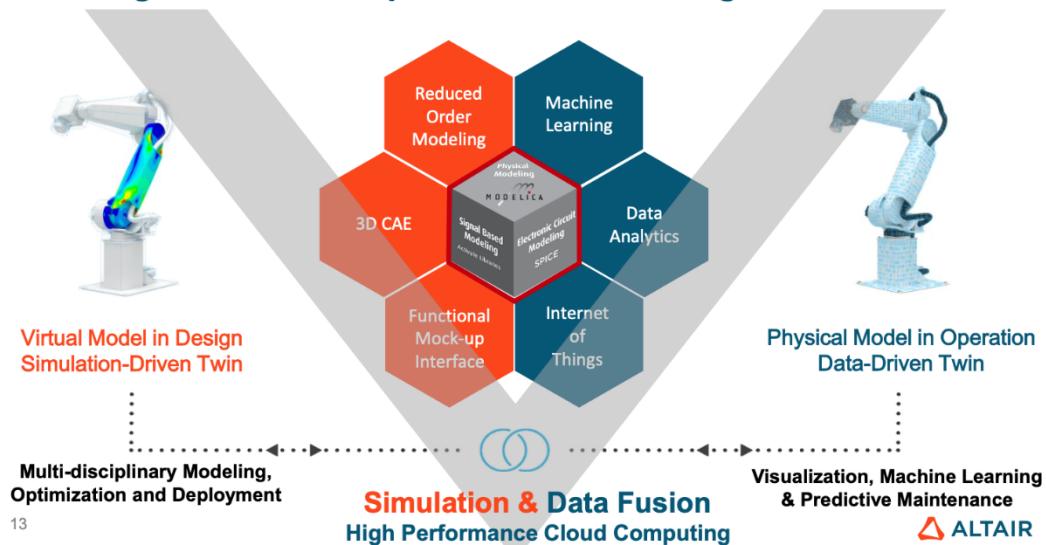 Reduced
Order
Modeling
Machine
Learning
Physical
Modeling
MODELICA
Signal Based
Modeling
Activate Libraries
Electronic Circuit
Modeling
SPICE
3D CAE
Data
Analytics
Functional
Mock-up
Interface
Internet
of
Things
Virtual Model in Design
Simulation-Driven Twin
Physical Model in Operation
Data-Driven Twin
Multi-disciplinary Modeling,
Optimization and Deployment
Visualization, Machine Learning
& Predictive Maintenance
Simulation & Data Fusion
High Performance Cloud Computing
13
ALTAIR